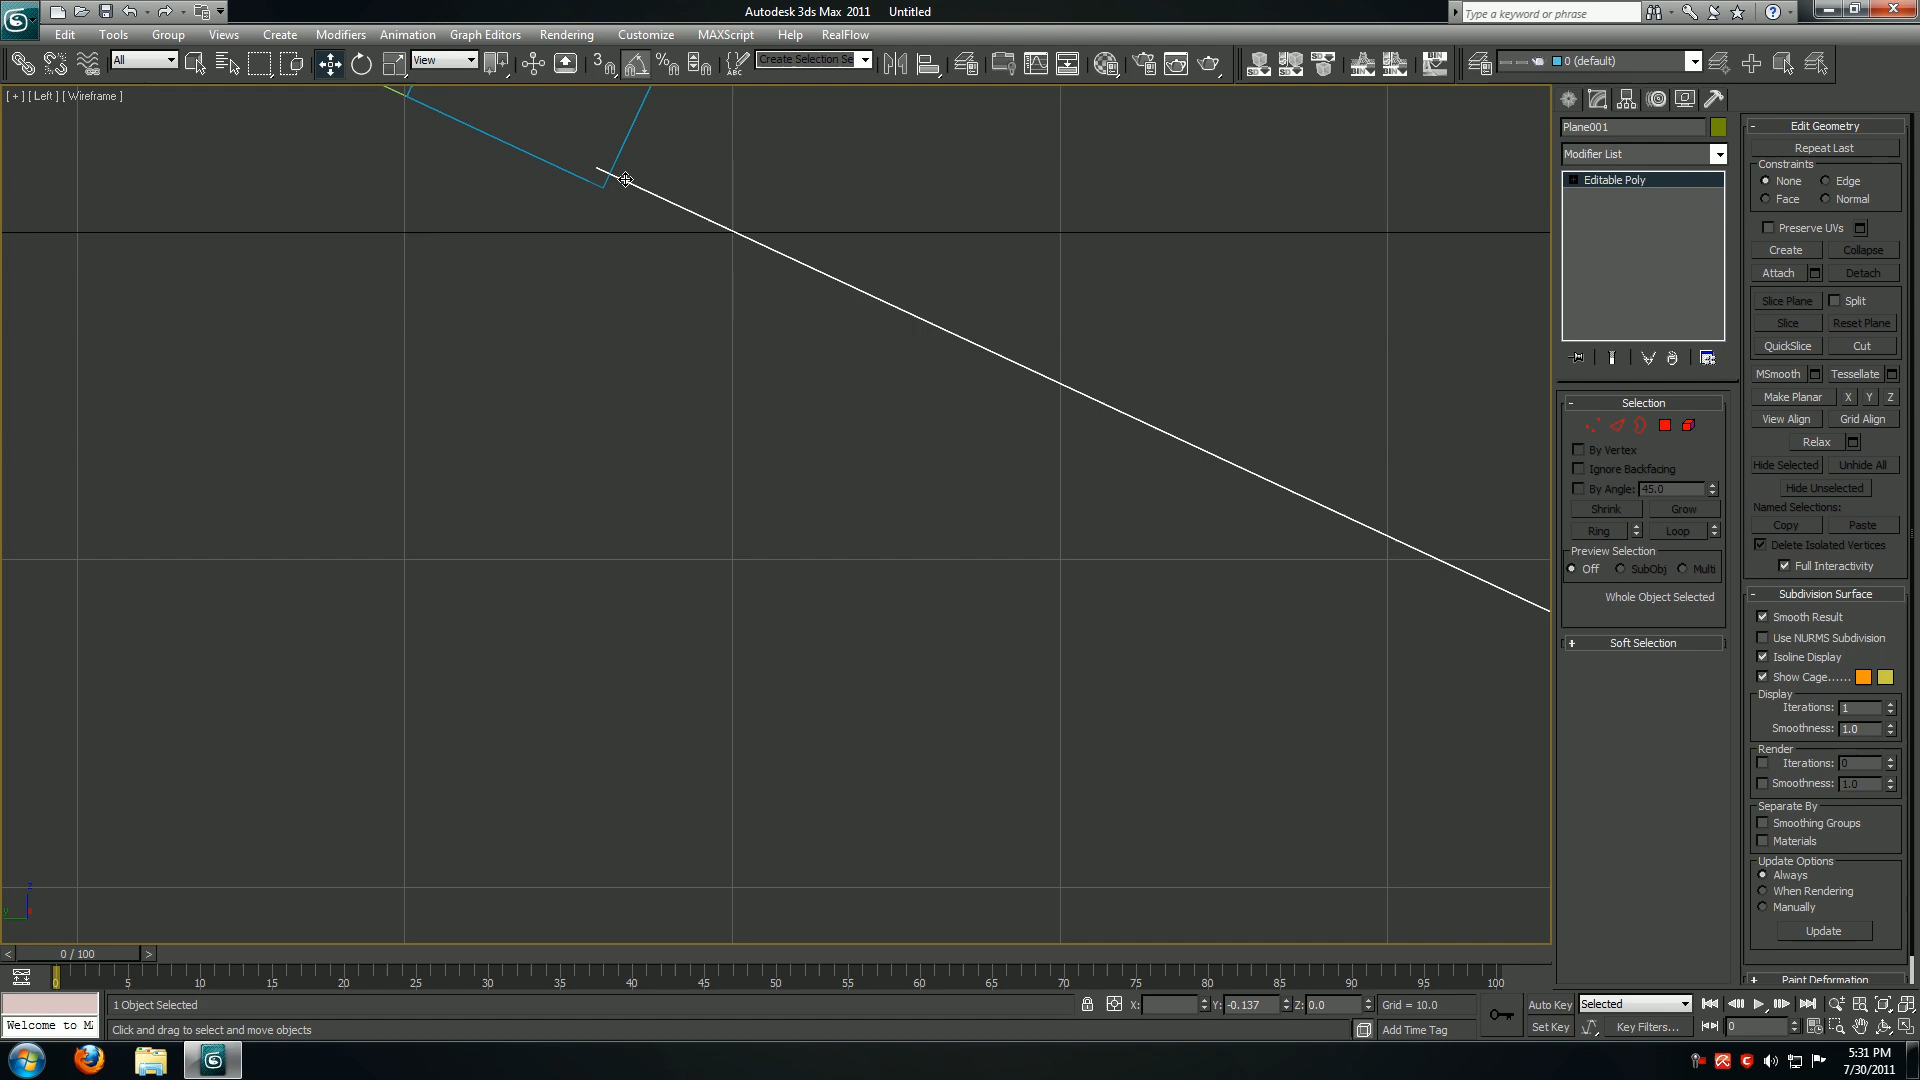 Autodesk 3ds Max 2011 Untitled
Type a keyword or phrase
Edit Tools Group Views Create Modifiers Animation Graph Editors Rendering Customize MAXScript Help RealFlow
All
View
3
ABC
Create Selection Se
0 (default)
[ + ] [ Left ] [ Wireframe ]
Plane001
Modifier List
Editable Poly
- Selection
By Vertex
Ignore Backfacing
By Angle: 45.0
Shrink Grow
Ring Loop
Preview Selection
Off SubObj Multi
Whole Object Selected
+ Soft Selection
- Edit Geometry
Repeat Last
Constraints
None Edge
Face Normal
Preserve UVs
Create Collapse
Attach Detach
Slice Plane Split
Slice Reset Plane
QuickSlice Cut
MSmooth Tessellate
Make Planar X Y Z
View Align Grid Align
Relax
Hide Selected Unhide All
Hide Unselected
Named Selections:
Copy Paste
Delete Isolated Vertices
Full Interactivity
- Subdivision Surface
Smooth Result
Use NURMS Subdivision
Isoline Display
Show Cage......
Display
Iterations: 1
Smoothness: 1.0
Render
Iterations: 0
Smoothness: 1.0
Separate By
Smoothing Groups
Materials
Update Options
Always
When Rendering
Manually
Update
+ Paint Deformation
z
y
< 0 / 100 >
0 5 10 15 20 25 30 35 40 45 50 55 60 65 70 75 80 85 90 95 100
1 Object Selected X: Y: -0.137 Z: 0.0 Grid = 10.0 Auto Key Selected
Welcome to M
Click and drag to select and move objects Add Time Tag Set Key Key Filters... 0
5:31 PM
7/30/2011